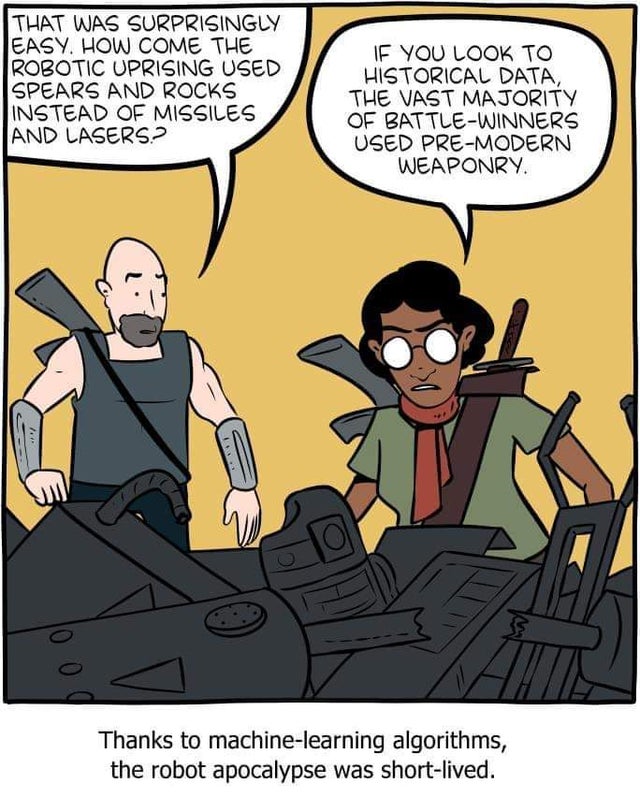 THAT WAS SURPRISINGLY
EASY. HOW COME THE
ROBOTIC UPRISING USED
SPEARS AND ROCKS
INSTEAD OF MISSILES
AND LASERS?
IF YOU LOOK TO
HISTORICAL DATA,
THE VAST MAJORITY
OF BATTLE-WINNERS
USED PRE-MODERN
WEAPONRY.
Thanks to machine-learning algorithms,
the robot apocalypse was short-lived.